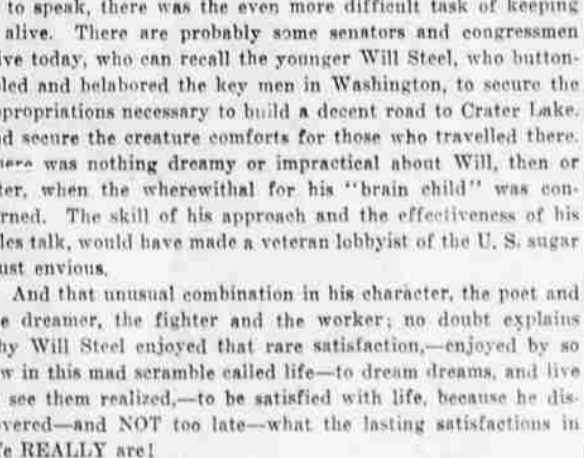 to speak, there was the even more difficult task of keeping
alive. There are probably some senators and congressmen
ive today, who can recall the younger Will Steel, who button-
led and belabored the key men in Washington, to secure the
propriations necessary to build a decent road to Crater Lake,
d secure the creature comforts for those who travelled there.
here was nothing dreamy or impractical about Will, then or
ter, when the wherewithal for his "brain child" was con-
rned. The skill of his approach and the effectiveness of his
les talk, would have made a veteran lobbyist of the U. S. sugar
ust envious.
And that unusual combination in his character, the poet and
e dreamer, the fighter and the worker; no doubt explains
hy Will Steel enjoyed that rare satisfaction,—enjoyed by so
w in this mad scramble called life—to dream dreams, and live
see them realized,—to be satisfied with life, because he dis-
vered—and NOT too late—what the lasting satisfactions in
fe REALLY are!